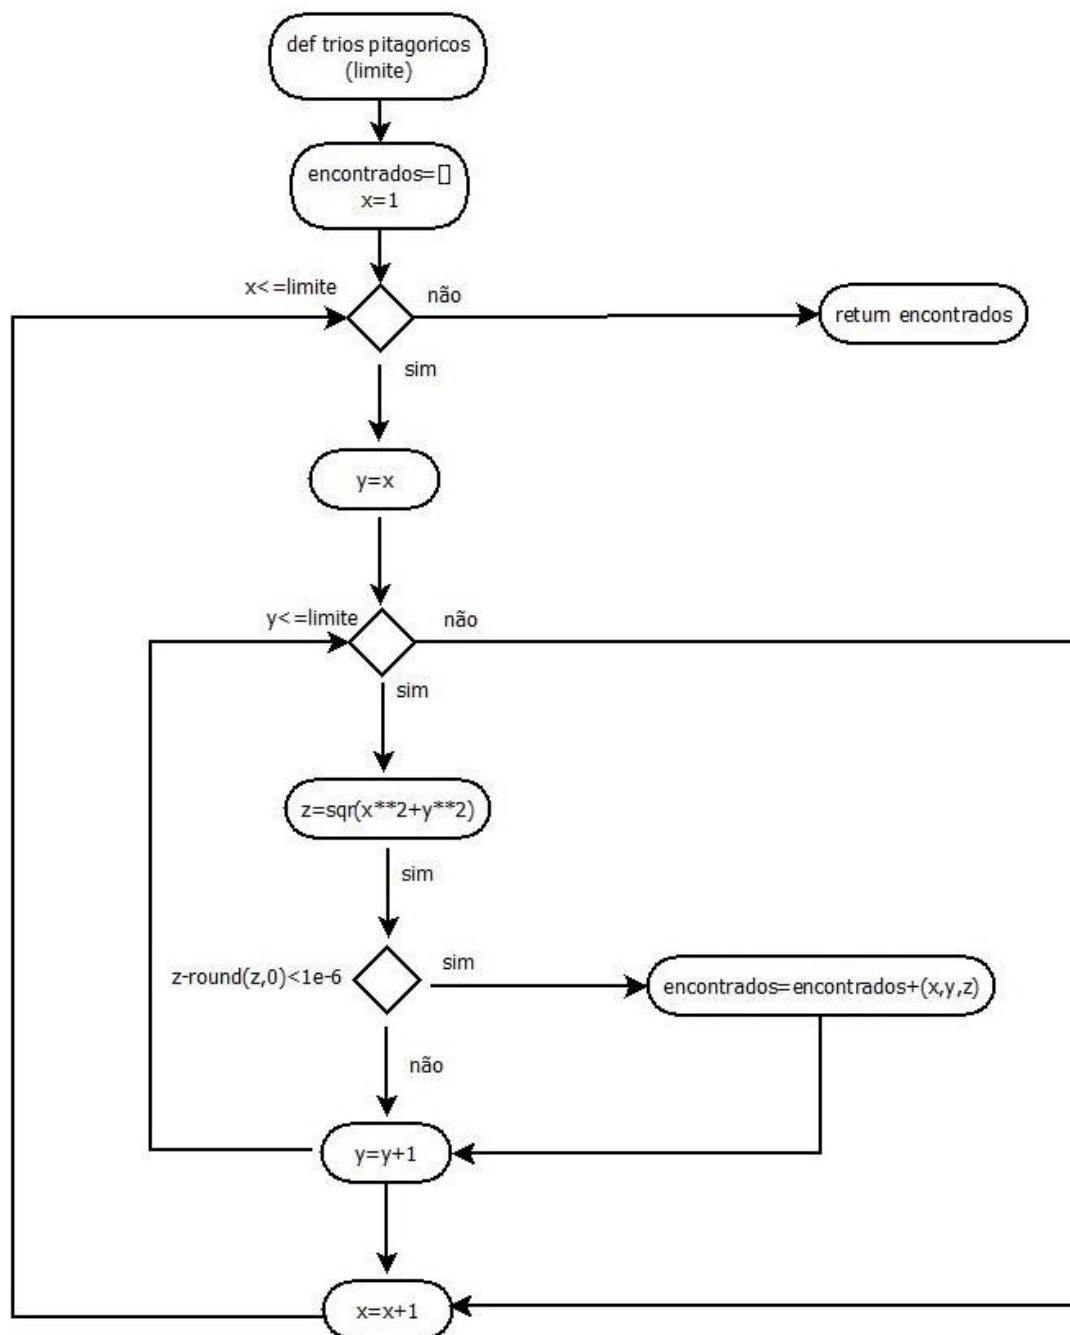 def trios pitagoricos
(limite)
encontrados=[]
x=1
x<=limite
não
return encontrados
sim
y=x
y<=limite
não
sim
z=sqr(x**2+y**2)
sim
z-round(z,0)<1e-6
sim
encontrados=encontrados+(x,y,z)
não
y=y+1
x=x+1